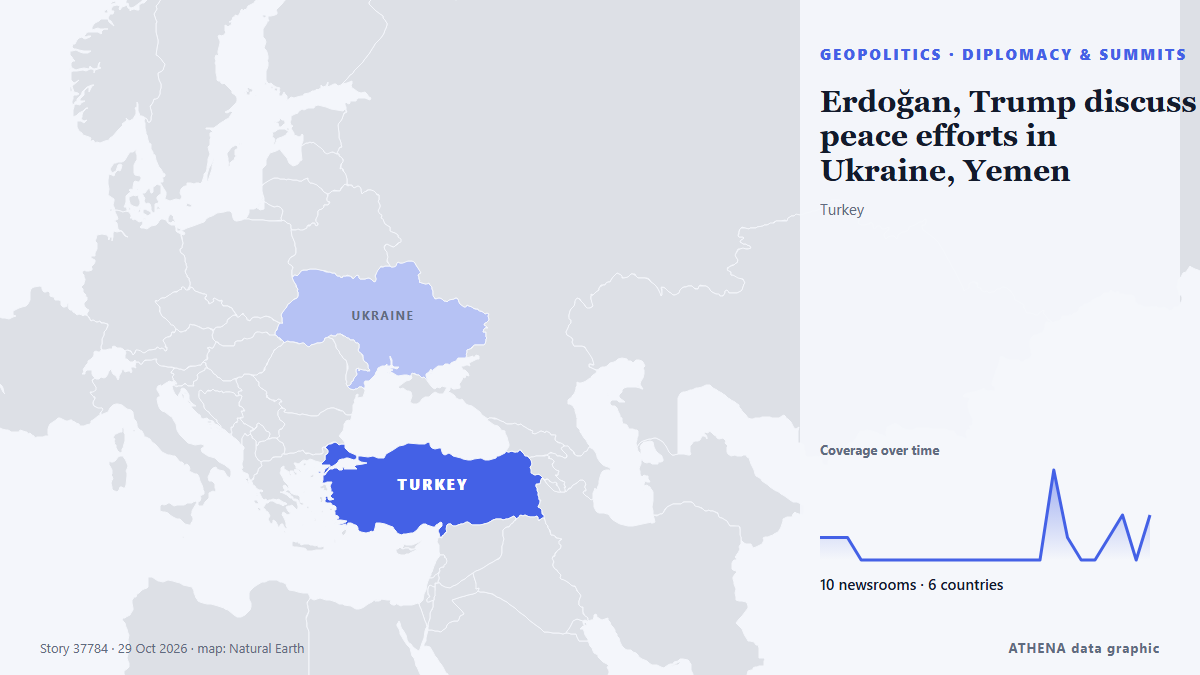 GEOPOLITICS · DIPLOMACY & SUMMITS
Erdoğan, Trump discuss
peace efforts in
Ukraine, Yemen
Turkey
UKRAINE
TURKEY
Coverage over time
10 newsrooms · 6 countries
Story 37784 · 29 Oct 2026 · map: Natural Earth
ATHENA data graphic